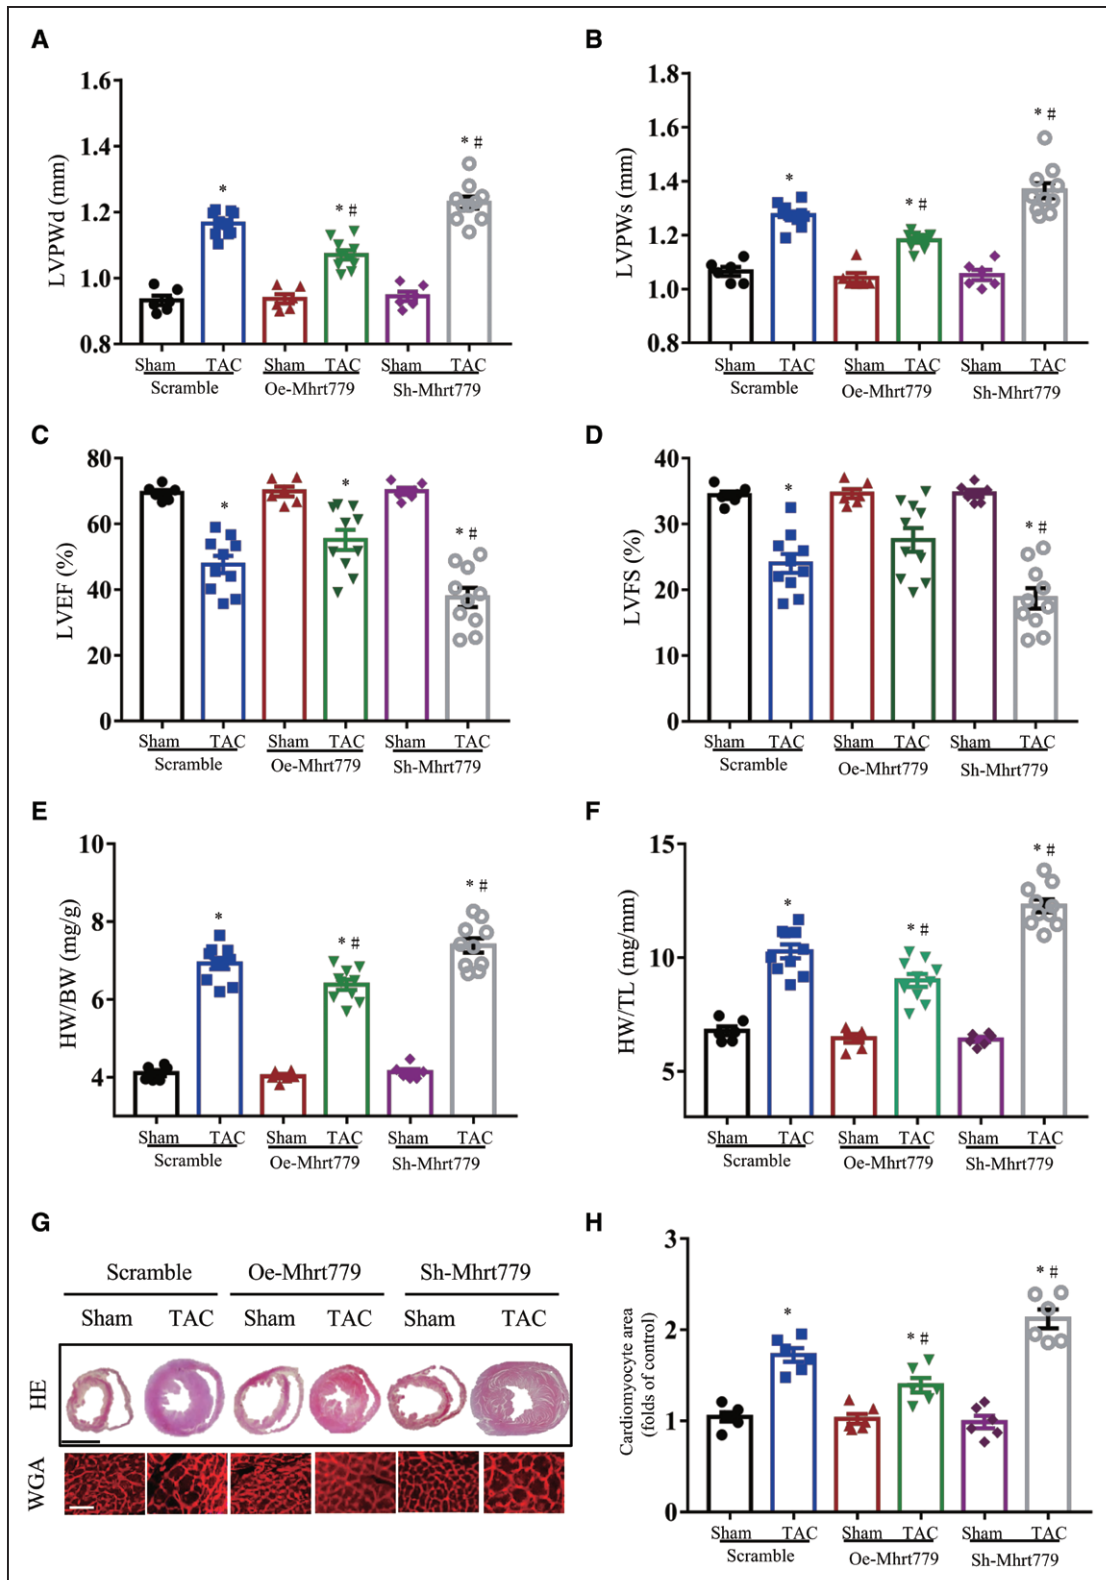 A
LVPWd (mm)
1.6
1.4
1.2
1.0
0.8
*
* #
* #
Sham TAC Sham TAC Sham TAC
Scramble Oe-Mhrt779 Sh-Mhrt779
B
LVPWs (mm)
1.8
1.6
1.4
1.2
1.0
0.8
*
* #
* #
Sham TAC Sham TAC Sham TAC
Scramble Oe-Mhrt779 Sh-Mhrt779
C
LVEF (%)
80
60
40
20
0
*
*
* #
Sham TAC Sham TAC Sham TAC
Scramble Oe-Mhrt779 Sh-Mhrt779
D
LVFS (%)
40
30
20
10
0
*
* #
Sham TAC Sham TAC Sham TAC
Scramble Oe-Mhrt779 Sh-Mhrt779
E
HW/BW (mg/g)
10
8
6
4
*
* #
* #
Sham TAC Sham TAC Sham TAC
Scramble Oe-Mhrt779 Sh-Mhrt779
F
HW/TL (mg/mm)
15
10
5
*
* #
* #
Sham TAC Sham TAC Sham TAC
Scramble Oe-Mhrt779 Sh-Mhrt779
G
Scramble Oe-Mhrt779 Sh-Mhrt779
Sham TAC Sham TAC Sham TAC
HE
WGA
H
Cardiomyocyte area
(folds of control)
3
2
1
0
*
* #
* #
Sham TAC Sham TAC Sham TAC
Scramble Oe-Mhrt779 Sh-Mhrt779